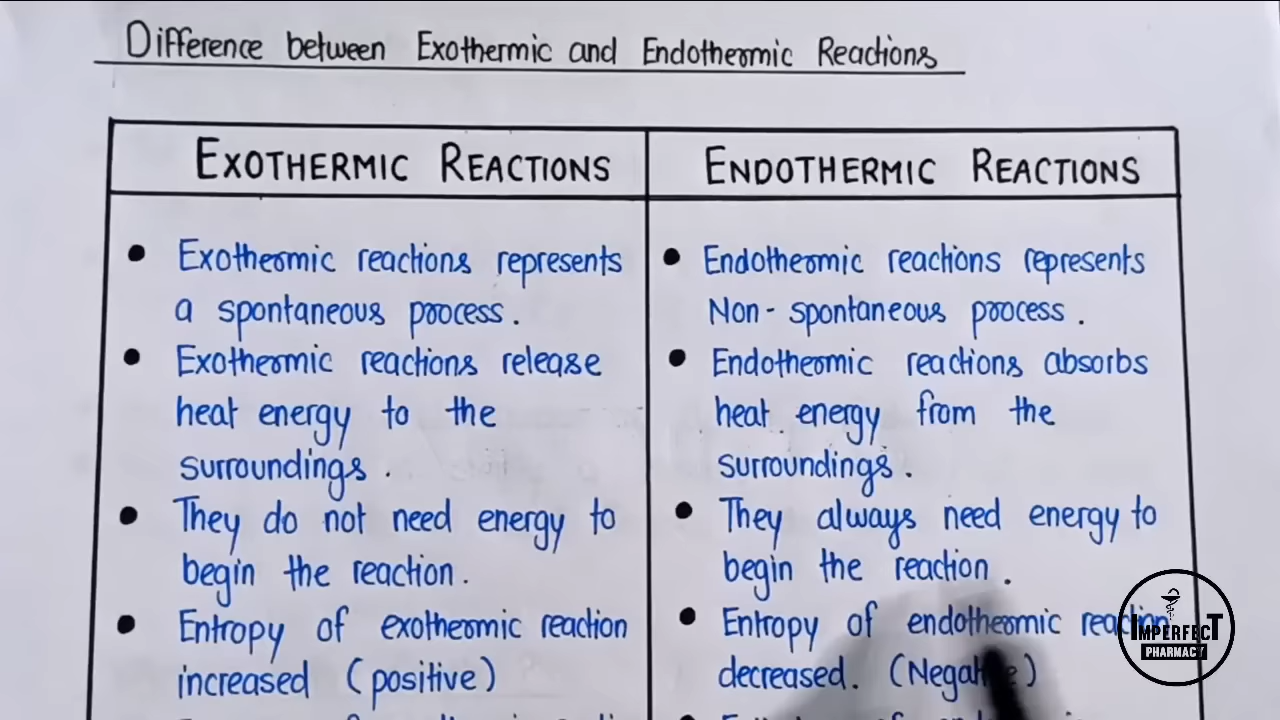 Difference between Exothermic and Endothermic Reactions
EXOTHERMIC REACTIONS
• Exothermic reactions represents
a spontaneous process.
• Exothermic reactions release
heat energy to the
surroundings.
• They do not need energy to
begin the reaction.
• Entropy of exothermic reaction
increased (positive)
ENDOTHERMIC REACTIONS
• Endothermic reactions represents
Non-spontaneous process.
• Endothermic reactions absorbs
heat energy from the
surroundings.
• They always need energy to
begin the reaction.
• Entropy of endothermic reaction
decreased. (Negative)
IMPERFECT
PHARMACY